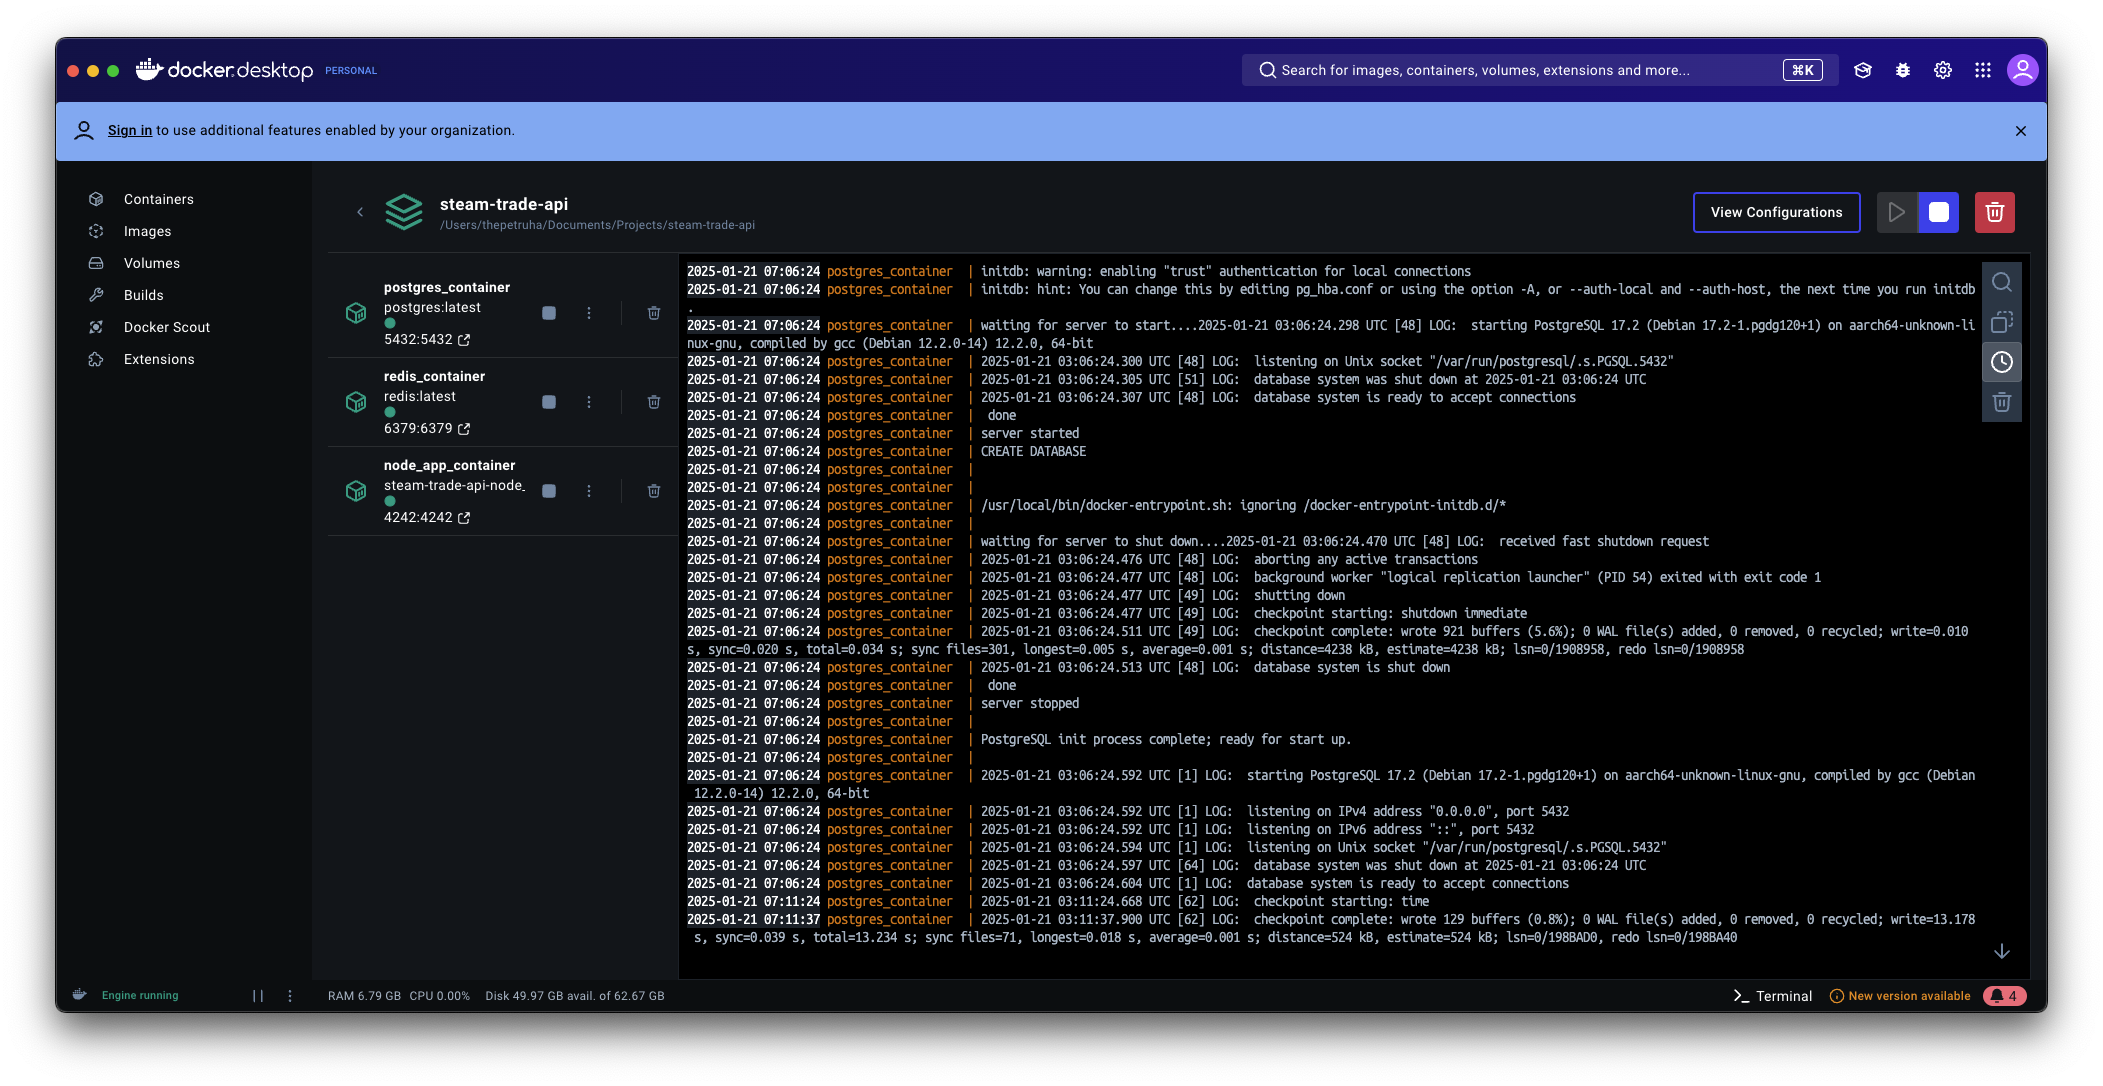 docker.desktop PERSONAL
Search for images, containers, volumes, extensions and more... ⌘K
Sign in to use additional features enabled by your organization.
Containers
Images
Volumes
Builds
Docker Scout
Extensions
steam-trade-api
/Users/thepetruha/Documents/Projects/steam-trade-api
View Configurations
postgres_container
postgres:latest
5432:5432
redis_container
redis:latest
6379:6379
node_app_container
steam-trade-api-node_
4242:4242
2025-01-21 07:06:24 postgres_container | initdb: warning: enabling "trust" authentication for local connections
2025-01-21 07:06:24 postgres_container | initdb: hint: You can change this by editing pg_hba.conf or using the option -A, or --auth-local and --auth-host, the next time you run initdb
.
2025-01-21 07:06:24 postgres_container | waiting for server to start....2025-01-21 03:06:24.298 UTC [48] LOG:  starting PostgreSQL 17.2 (Debian 17.2-1.pgdg120+1) on aarch64-unknown-li
nux-gnu, compiled by gcc (Debian 12.2.0-14) 12.2.0, 64-bit
2025-01-21 07:06:24 postgres_container | 2025-01-21 03:06:24.300 UTC [48] LOG:  listening on Unix socket "/var/run/postgresql/.s.PGSQL.5432"
2025-01-21 07:06:24 postgres_container | 2025-01-21 03:06:24.305 UTC [51] LOG:  database system was shut down at 2025-01-21 03:06:24 UTC
2025-01-21 07:06:24 postgres_container | 2025-01-21 03:06:24.307 UTC [48] LOG:  database system is ready to accept connections
2025-01-21 07:06:24 postgres_container |  done
2025-01-21 07:06:24 postgres_container | server started
2025-01-21 07:06:24 postgres_container | CREATE DATABASE
2025-01-21 07:06:24 postgres_container |
2025-01-21 07:06:24 postgres_container |
2025-01-21 07:06:24 postgres_container | /usr/local/bin/docker-entrypoint.sh: ignoring /docker-entrypoint-initdb.d/*
2025-01-21 07:06:24 postgres_container |
2025-01-21 07:06:24 postgres_container | waiting for server to shut down....2025-01-21 03:06:24.470 UTC [48] LOG:  received fast shutdown request
2025-01-21 07:06:24 postgres_container | 2025-01-21 03:06:24.476 UTC [48] LOG:  aborting any active transactions
2025-01-21 07:06:24 postgres_container | 2025-01-21 03:06:24.477 UTC [48] LOG:  background worker "logical replication launcher" (PID 54) exited with exit code 1
2025-01-21 07:06:24 postgres_container | 2025-01-21 03:06:24.477 UTC [49] LOG:  shutting down
2025-01-21 07:06:24 postgres_container | 2025-01-21 03:06:24.477 UTC [49] LOG:  checkpoint starting: shutdown immediate
2025-01-21 07:06:24 postgres_container | 2025-01-21 03:06:24.511 UTC [49] LOG:  checkpoint complete: wrote 921 buffers (5.6%); 0 WAL file(s) added, 0 removed, 0 recycled; write=0.010
s, sync=0.020 s, total=0.034 s; sync files=301, longest=0.005 s, average=0.001 s; distance=4238 kB, estimate=4238 kB; lsn=0/1908958, redo lsn=0/1908958
2025-01-21 07:06:24 postgres_container | 2025-01-21 03:06:24.513 UTC [48] LOG:  database system is shut down
2025-01-21 07:06:24 postgres_container |  done
2025-01-21 07:06:24 postgres_container | server stopped
2025-01-21 07:06:24 postgres_container |
2025-01-21 07:06:24 postgres_container | PostgreSQL init process complete; ready for start up.
2025-01-21 07:06:24 postgres_container |
2025-01-21 07:06:24 postgres_container | 2025-01-21 03:06:24.592 UTC [1] LOG:  starting PostgreSQL 17.2 (Debian 17.2-1.pgdg120+1) on aarch64-unknown-linux-gnu, compiled by gcc (Debian
12.2.0-14) 12.2.0, 64-bit
2025-01-21 07:06:24 postgres_container | 2025-01-21 03:06:24.592 UTC [1] LOG:  listening on IPv4 address "0.0.0.0", port 5432
2025-01-21 07:06:24 postgres_container | 2025-01-21 03:06:24.592 UTC [1] LOG:  listening on IPv6 address "::", port 5432
2025-01-21 07:06:24 postgres_container | 2025-01-21 03:06:24.594 UTC [1] LOG:  listening on Unix socket "/var/run/postgresql/.s.PGSQL.5432"
2025-01-21 07:06:24 postgres_container | 2025-01-21 03:06:24.597 UTC [64] LOG:  database system was shut down at 2025-01-21 03:06:24 UTC
2025-01-21 07:06:24 postgres_container | 2025-01-21 03:06:24.604 UTC [1] LOG:  database system is ready to accept connections
2025-01-21 07:11:24 postgres_container | 2025-01-21 03:11:24.668 UTC [62] LOG:  checkpoint starting: time
2025-01-21 07:11:37 postgres_container | 2025-01-21 03:11:37.900 UTC [62] LOG:  checkpoint complete: wrote 129 buffers (0.8%); 0 WAL file(s) added, 0 removed, 0 recycled; write=13.178
s, sync=0.039 s, total=13.234 s; sync files=71, longest=0.018 s, average=0.001 s; distance=524 kB, estimate=524 kB; lsn=0/198BAD0, redo lsn=0/198BA40
Engine running
RAM 6.79 GB CPU 0.00% Disk 49.97 GB avail. of 62.67 GB
Terminal
New version available
4